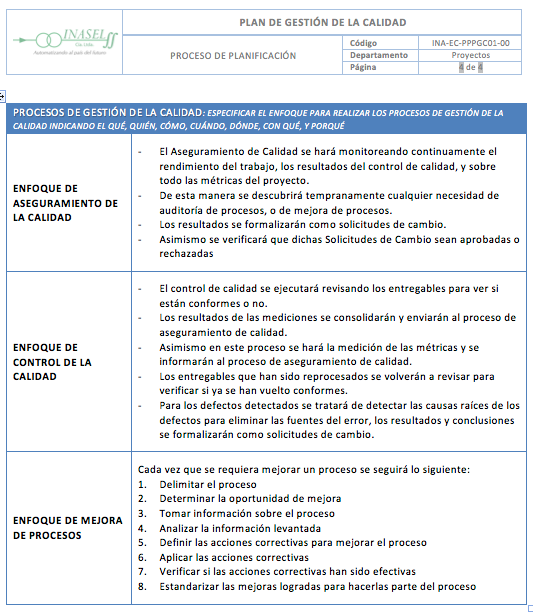 INASEL
Cía. Ltda.
Automatizando al país del futuro
PLAN DE GESTIÓN DE LA CALIDAD
PROCESO DE PLANIFICACIÓN
Código INA-EC-PPPGC01-00
Departamento Proyectos
Página 4 de 4
PROCESOS DE GESTIÓN DE LA CALIDAD: ESPECIFICAR EL ENFOQUE PARA REALIZAR LOS PROCESOS DE GESTIÓN DE LA
CALIDAD INDICANDO EL QUÉ, QUIÉN, CÓMO, CUÁNDO, DÓNDE, CON QUÉ, Y PORQUÉ
ENFOQUE DE
ASEGURAMIENTO DE
LA CALIDAD
- El Aseguramiento de Calidad se hará monitoreando continuamente el
rendimiento del trabajo, los resultados del control de calidad, y sobre
todo las métricas del proyecto.
- De esta manera se descubrirá tempranamente cualquier necesidad de
auditoría de procesos, o de mejora de procesos.
- Los resultados se formalizarán como solicitudes de cambio.
- Asimismo se verificará que dichas Solicitudes de Cambio sean aprobadas o
rechazadas
ENFOQUE DE
CONTROL DE LA
CALIDAD
- El control de calidad se ejecutará revisando los entregables para ver si
están conformes o no.
- Los resultados de las mediciones se consolidarán y enviarán al proceso de
aseguramiento de calidad.
- Asimismo en este proceso se hará la medición de las métricas y se
informarán al proceso de aseguramiento de calidad.
- Los entregables que han sido reprocesados se volverán a revisar para
verificar si ya se han vuelto conformes.
- Para los defectos detectados se tratará de detectar las causas raíces de los
defectos para eliminar las fuentes del error, los resultados y conclusiones
se formalizarán como solicitudes de cambio.
ENFOQUE DE MEJORA
DE PROCESOS
Cada vez que se requiera mejorar un proceso se seguirá lo siguiente:
1. Delimitar el proceso
2. Determinar la oportunidad de mejora
3. Tomar información sobre el proceso
4. Analizar la información levantada
5. Definir las acciones correctivas para mejorar el proceso
6. Aplicar las acciones correctivas
7. Verificar si las acciones correctivas han sido efectivas
8. Estandarizar las mejoras logradas para hacerlas parte del proceso